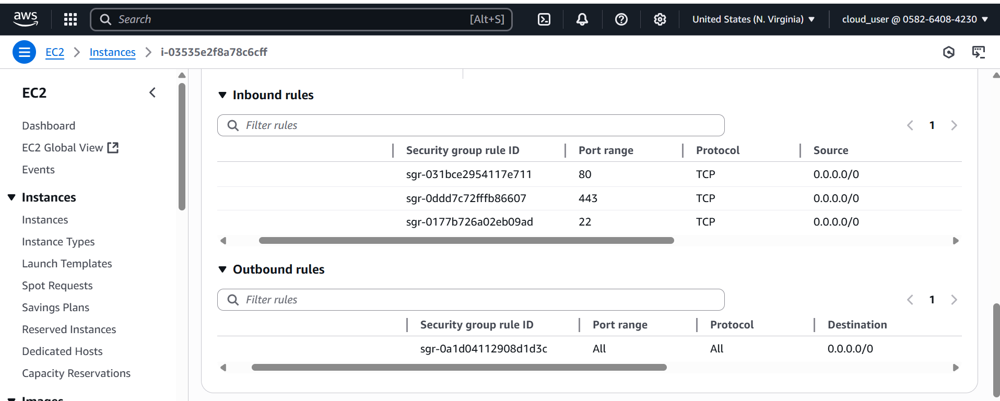 aws Search [Alt+S] United States (N. Virginia) cloud_user @ 0582-6408-4230
EC2 Instances i-03535e2f8a78c6cff
EC2
Dashboard
EC2 Global View
Events
Instances
Instances
Instance Types
Launch Templates
Spot Requests
Savings Plans
Reserved Instances
Dedicated Hosts
Capacity Reservations
Images
Inbound rules
Filter rules 1
Security group rule ID Port range Protocol Source
sgr-031bce2954117e711 80 TCP 0.0.0.0/0
sgr-0ddd7c72fffb86607 443 TCP 0.0.0.0/0
sgr-0177b726a02eb09ad 22 TCP 0.0.0.0/0
Outbound rules
Filter rules 1
Security group rule ID Port range Protocol Destination
sgr-0a1d04112908d1d3c All All 0.0.0.0/0